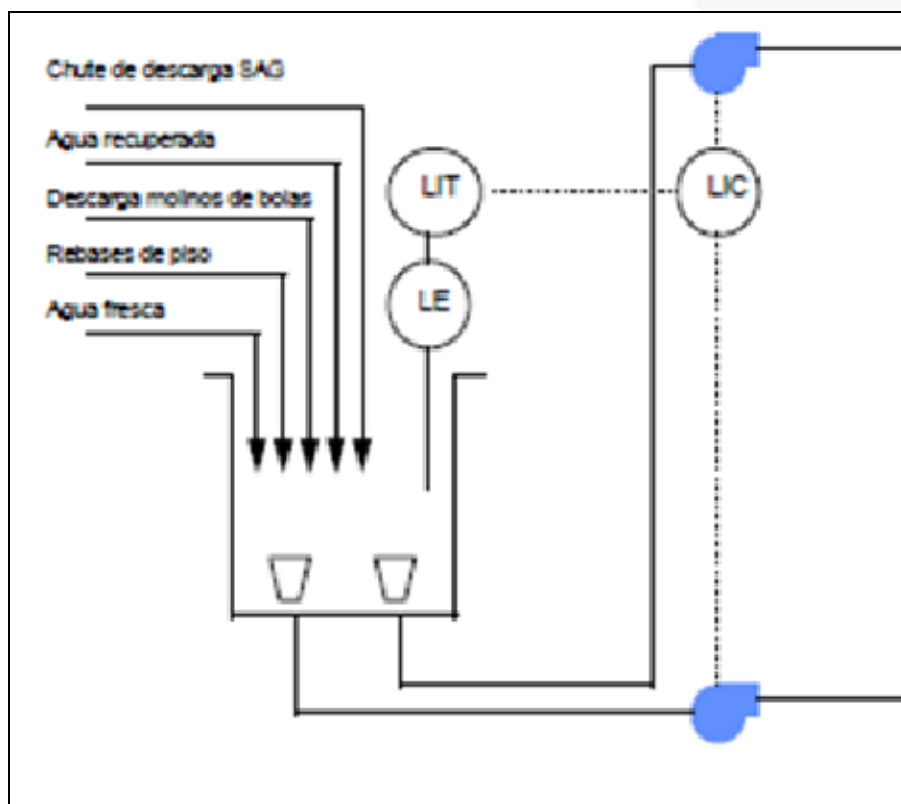 Chute de descarga SAG
Agua recuperada
Descarga molinos de bolas
Rebases de piso
Agua fresca
LIT
LIC
LE